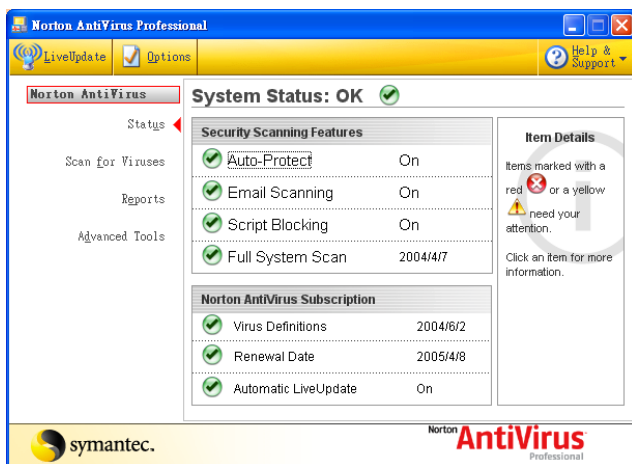 Norton AntiVirus Professional
LiveUpdate
Options
Help & Support
Norton AntiVirus
Status
Scan for Viruses
Reports
Advanced Tools
System Status: OK
Security Scanning Features
Auto-Protect On
Email Scanning On
Script Blocking On
Full System Scan 2004/4/7
Norton AntiVirus Subscription
Virus Definitions 2004/6/2
Renewal Date 2005/4/8
Automatic LiveUpdate On
Item Details
Items marked with a
red or a yellow
need your
attention.
Click an item for more
information.
symantec.
Norton AntiVirus
Professional